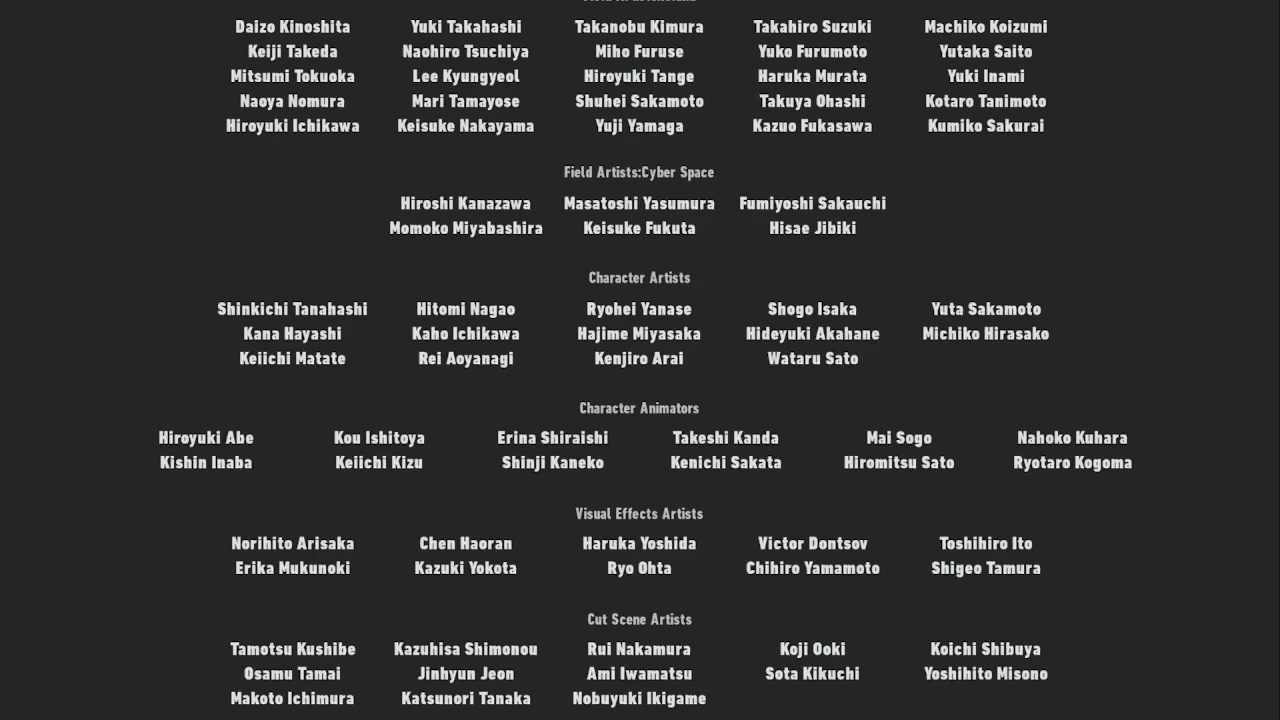 Daizo Kinoshita Yuki Takahashi Takanobu Kimura Takahiro Suzuki Machiko Koizumi
Keiji Takeda Naohiro Tsuchiya Miho Furuse Yuko Furumoto Yutaka Saito
Mitsumi Tokuoka Lee Kyungyeol Hiroyuki Tange Haruka Murata Yuki Inami
Naoya Nomura Mari Tamayose Shuhei Sakamoto Takuya Ohashi Kotaro Tanimoto
Hiroyuki Ichikawa Keisuke Nakayama Yuji Yamaga Kazuo Fukasawa Kumiko Sakurai
Field Artists:Cyber Space
Hiroshi Kanazawa Masatoshi Yasumura Fumiyoshi Sakauchi
Momoko Miyabashira Keisuke Fukuta Hisae Jibiki
Character Artists
Shinkichi Tanahashi Hitomi Nagao Ryohei Yanase Shogo Isaka Yuta Sakamoto
Kana Hayashi Kaho Ichikawa Hajime Miyasaka Hideyuki Akahane Michiko Hirasako
Keiichi Matate Rei Aoyanagi Kenjiro Arai Wataru Sato
Character Animators
Hiroyuki Abe Kou Ishitoya Erina Shiraishi Takeshi Kanda Mai Sogo Nahoko Kuhara
Kishin Inaba Keiichi Kizu Shinji Kaneko Kenichi Sakata Hiromitsu Sato Ryotaro Kogoma
Visual Effects Artists
Norihito Arisaka Chen Haoran Haruka Yoshida Victor Dontsov Toshihiro Ito
Erika Mukunoki Kazuki Yokota Ryo Ohta Chihiro Yamamoto Shigeo Tamura
Cut Scene Artists
Tamotsu Kushibe Kazuhisa Shimonou Rui Nakamura Koji Ooki Koichi Shibuya
Osamu Tamai Jinhyun Jeon Ami Iwamatsu Sota Kikuchi Yoshihito Misono
Makoto Ichimura Katsunori Tanaka Nobuyuki Ikigame